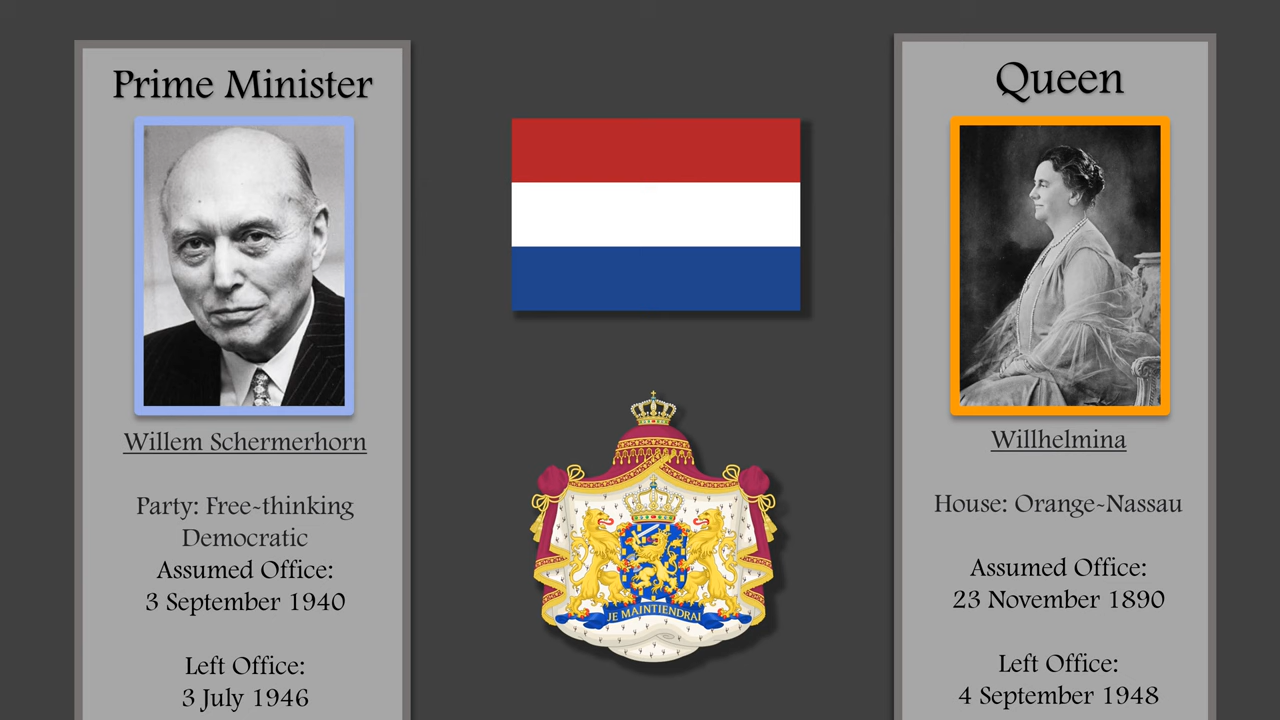 Prime Minister
Willem Schermerhorn
Party: Free-thinking
Democratic
Assumed Office:
3 September 1940
Left Office:
3 July 1946
JE MAINTIENDRAI
Queen
Willhelmina
House: Orange-Nassau
Assumed Office:
23 November 1890
Left Office:
4 September 1948